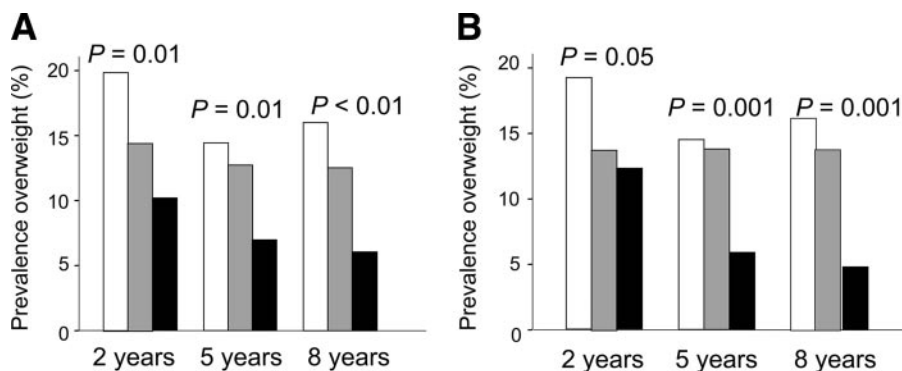 A
Prevalence overweight (%)
20
15
10
5
0
P = 0.01
P = 0.01
P < 0.01
2 years
5 years
8 years
B
Prevalence overweight (%)
20
15
10
5
0
P = 0.05
P = 0.001
P = 0.001
2 years
5 years
8 years